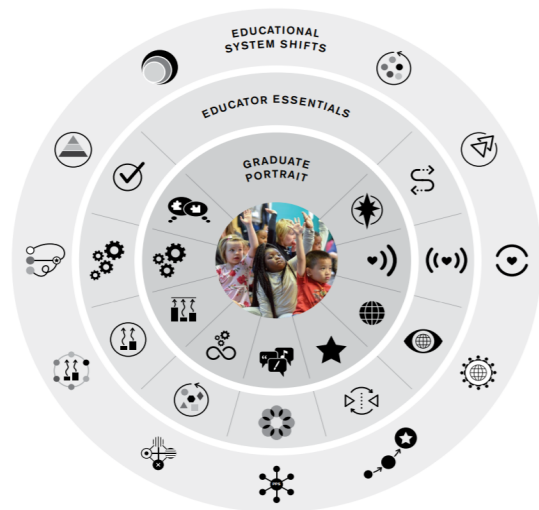 EDUCATIONAL
SYSTEM SHIFTS
EDUCATOR ESSENTIALS
GRADUATE
PORTRAIT